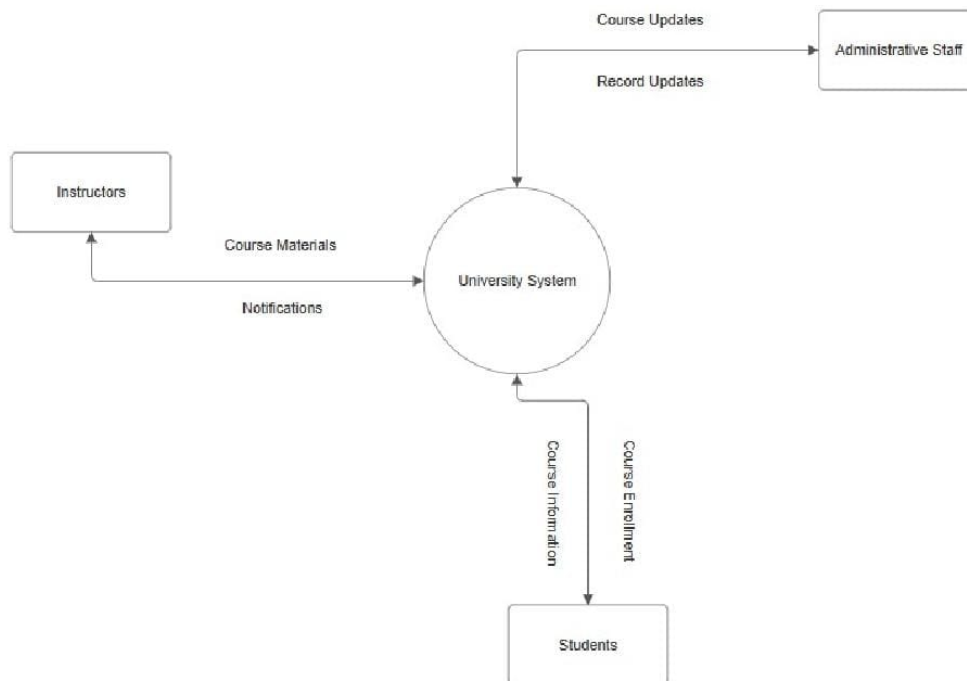 Course Updates
Administrative Staff
Record Updates
Instructors
Course Materials
University System
Notifications
Course Information
Course Enrollment
Students